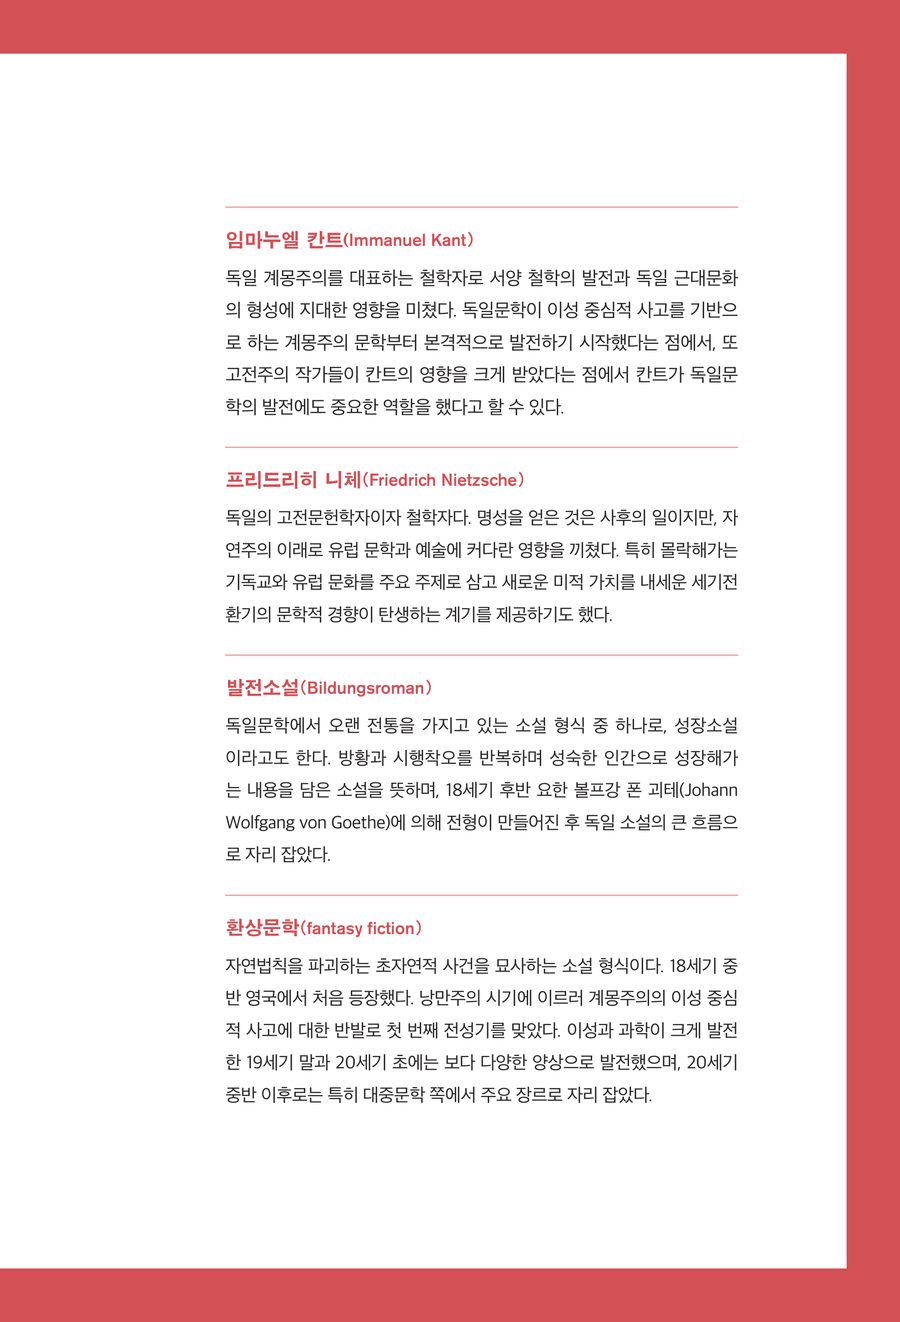 임마누엘 칸트(Immanuel Kant)
독일 계몽주의를 대표하는 철학자로 서양 철학의 발전과 독일 근대문화
의 형성에 지대한 영향을 미쳤다. 독일문학이 이성 중심적 사고를 기반으
로 하는 계몽주의 문학부터 본격적으로 발전하기 시작했다는 점에서, 또
고전주의 작가들이 칸트의 영향을 크게 받았다는 점에서 칸트가 독일문
학의 발전에도 중요한 역할을 했다고 할 수 있다.
프리드리히 니체(Friedrich Nietzsche)
독일의 고전문헌학자이자 철학자다. 명성을 얻은 것은 사후의 일이지만, 자
연주의 이래로 유럽 문학과 예술에 커다란 영향을 끼쳤다. 특히 몰락해가는
기독교와 유럽 문화를 주요 주제로 삼고 새로운 미적 가치를 내세운 세기전
환기의 문학적 경향이 탄생하는 계기를 제공하기도 했다.
발전소설(Bildungsroman)
독일문학에서 오랜 전통을 가지고 있는 소설 형식 중 하나로, 성장소설
이라고도 한다. 방황과 시행착오를 반복하며 성숙한 인간으로 성장해가
는 내용을 담은 소설을 뜻하며, 18세기 후반 요한 볼프강 폰 괴테(Johann
Wolfgang von Goethe)에 의해 전형이 만들어진 후 독일 소설의 큰 흐름으
로 자리 잡았다.
환상문학(fantasy fiction)
자연법칙을 파괴하는 초자연적 사건을 묘사하는 소설 형식이다. 18세기 중
반 영국에서 처음 등장했다. 낭만주의 시기에 이르러 계몽주의의 이성 중심
적 사고에 대한 반발로 첫 번째 전성기를 맞았다. 이성과 과학이 크게 발전
한 19세기 말과 20세기 초에는 보다 다양한 양상으로 발전했으며, 20세기
중반 이후로는 특히 대중문학 쪽에서 주요 장르로 자리 잡았다.